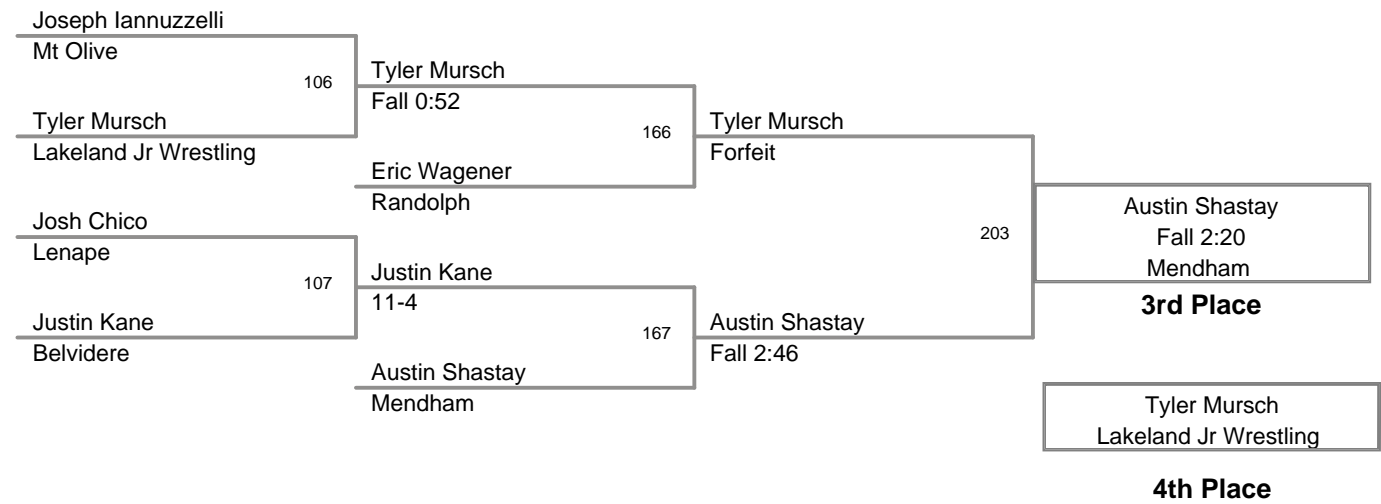 Joseph Iannuzzelli
Mt Olive
106
Tyler Mursch
Lakeland Jr Wrestling
Josh Chico
Lenape
107
Justin Kane
Belvidere
Tyler Mursch
Fall 0:52
166
Eric Wagener
Randolph
Justin Kane
11-4
167
Austin Shastay
Mendham
Tyler Mursch
Forfeit
203
Austin Shastay
Fall 2:46
Austin Shastay
Fall 2:20
Mendham
3rd Place
Tyler Mursch
Lakeland Jr Wrestling
4th Place